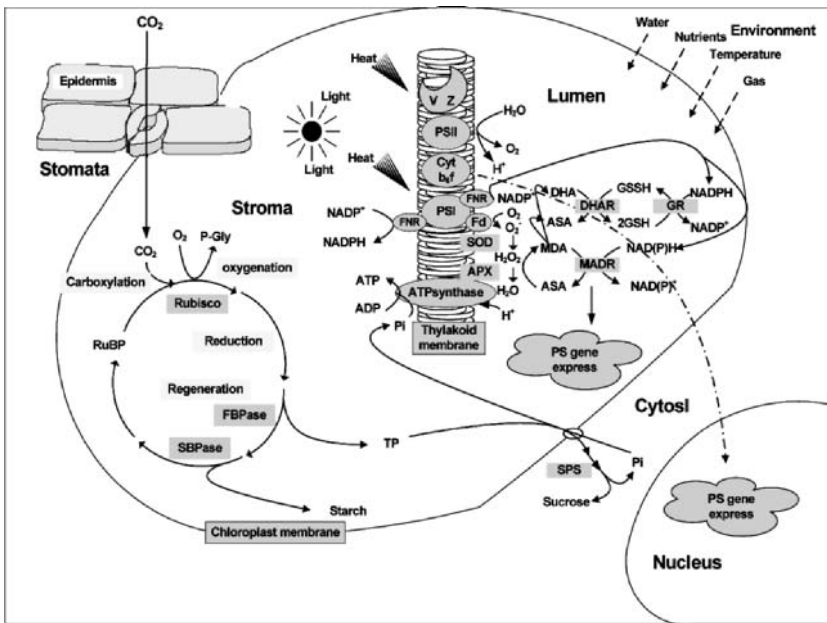 CO₂
Epidermis
Stomata
Light
Light
Heat
Heat
V Z
PSII
Cyt
b₆f
PSI
FNR
FNR
Fd
SOD
APX
ATPsynthase
Thylakoid
membrane
H₂O
O₂
H⁺
Lumen
Water
Nutrients
Environment
Temperature
Gas
NADP⁺
NADPH
NADP⁺
O₂
O₂⁻
H₂O₂
H₂O
H⁺
ATP
ADP
Pi
DHA
DHAR
GSSH
GR
NADPH
ASA
2GSH
NADP⁺
MDA
NAD(P)H
MADR
ASA
NAD(P)⁺
PS gene
express
Stroma
CO₂
O₂
P-Gly
Carboxylation
oxygenation
Rubisco
RuBP
Reduction
Regeneration
FBPase
SBPase
TP
Starch
Chloroplast membrane
Cytosl
SPS
Pi
Sucrose
PS gene
express
Nucleus